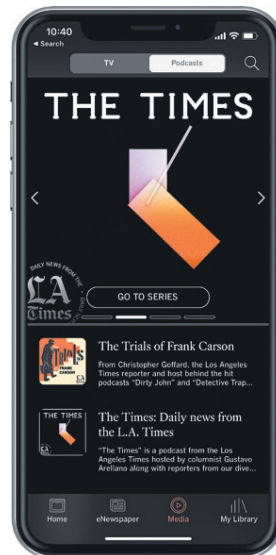 10:40
Search
TV
Podcasts
THE TIMES
DAILY NEWS FROM THE
LA
Times
GO TO SERIES
TRIALS
FRANK
CARSON
The Trials of Frank Carson
From Christopher Goffard, the Los Angeles
Times reporter and host behind the hit
podcasts “Dirty John” and “Detective Trap...
THE TIMES
The Times: Daily news from
the L.A. Times
“The Times” is a podcast from the Los
Angeles Times hosted by columnist Gustavo
Arellano along with reporters from our dive...
Home
eNewspaper
Media
My Library